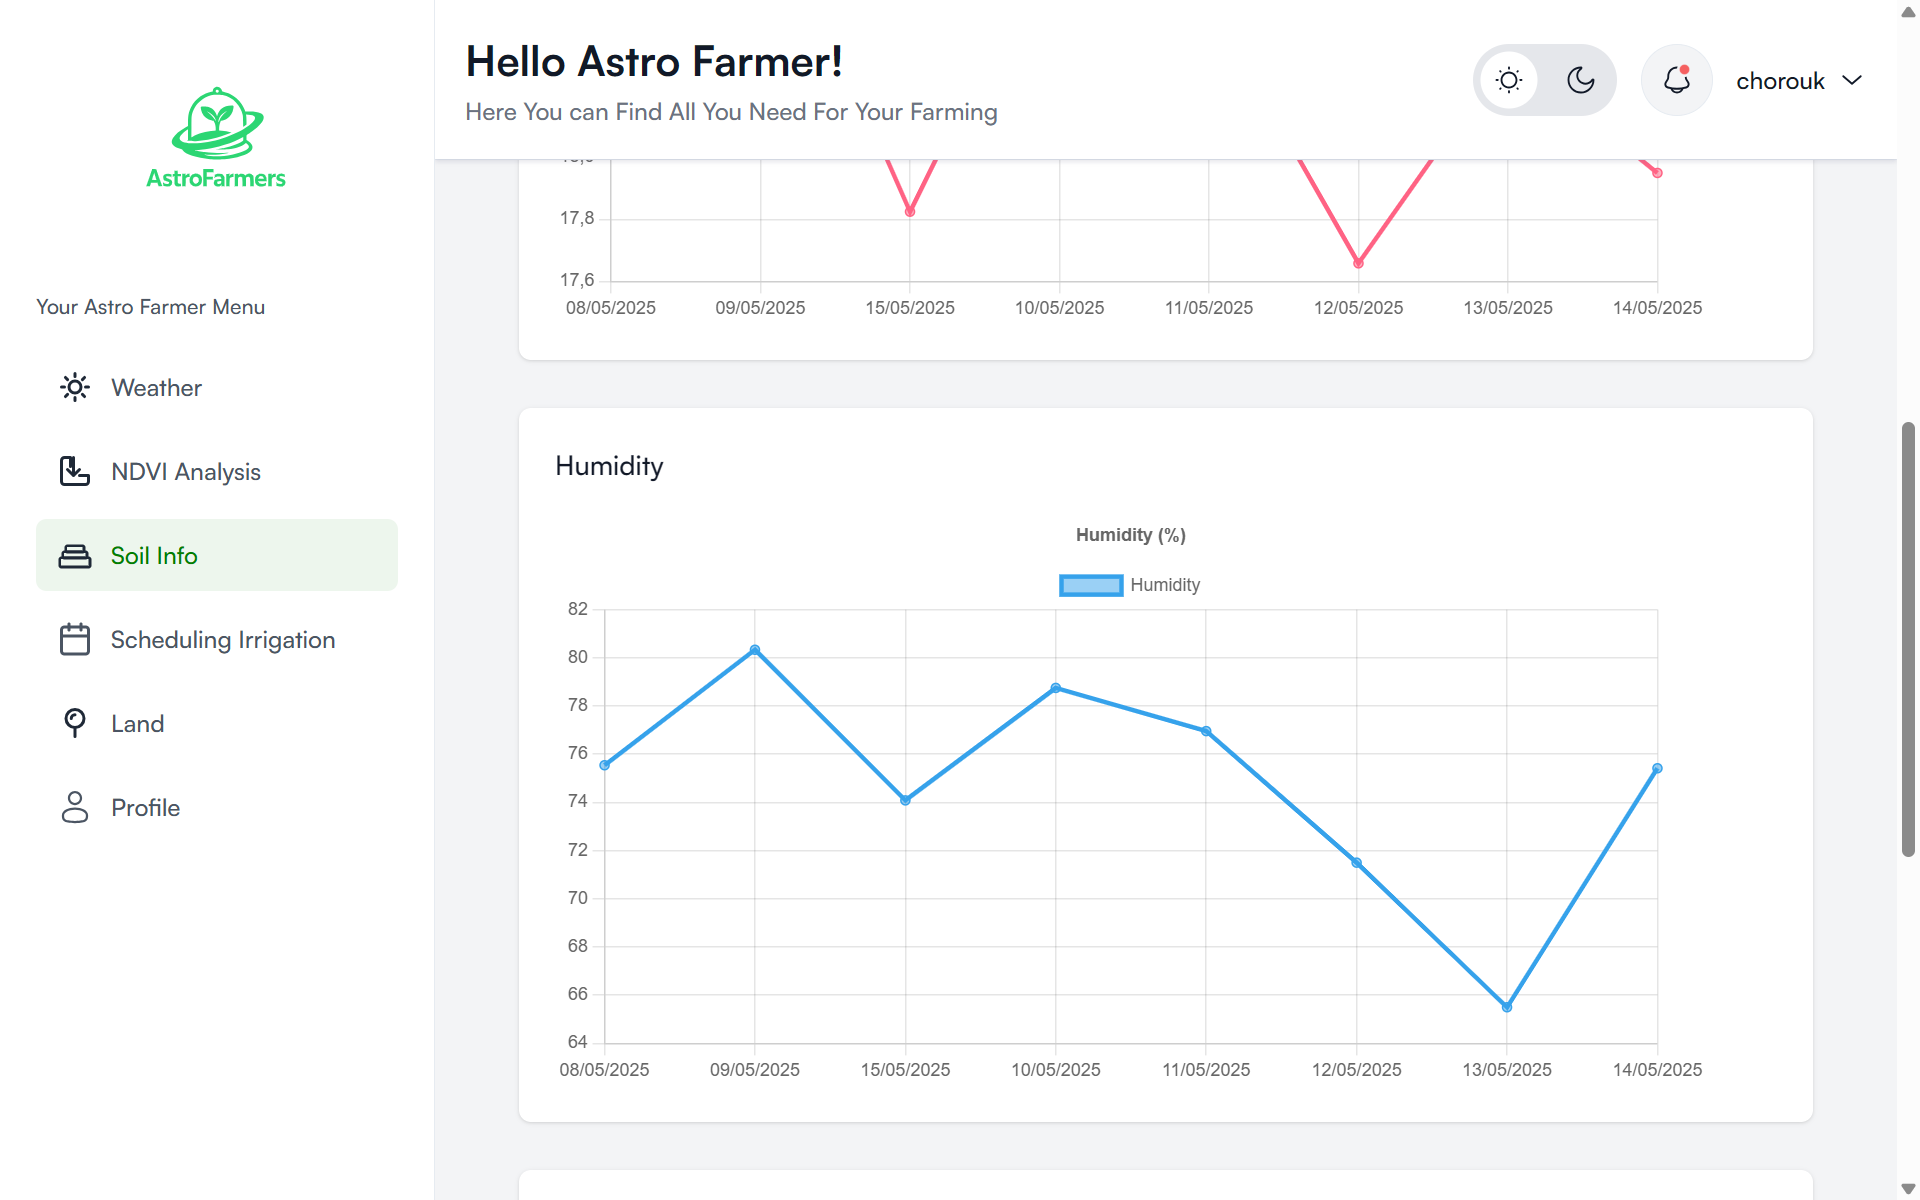 AstroFarmers
Your Astro Farmer Menu
Weather
NDVI Analysis
Soil Info
Scheduling Irrigation
Land
Profile
Hello Astro Farmer!
Here You can Find All You Need For Your Farming
chorouk
17,8
17,6
08/05/2025 09/05/2025 15/05/2025 10/05/2025 11/05/2025 12/05/2025 13/05/2025 14/05/2025
Humidity
Humidity (%)
Humidity
82
80
78
76
74
72
70
68
66
64
08/05/2025 09/05/2025 15/05/2025 10/05/2025 11/05/2025 12/05/2025 13/05/2025 14/05/2025